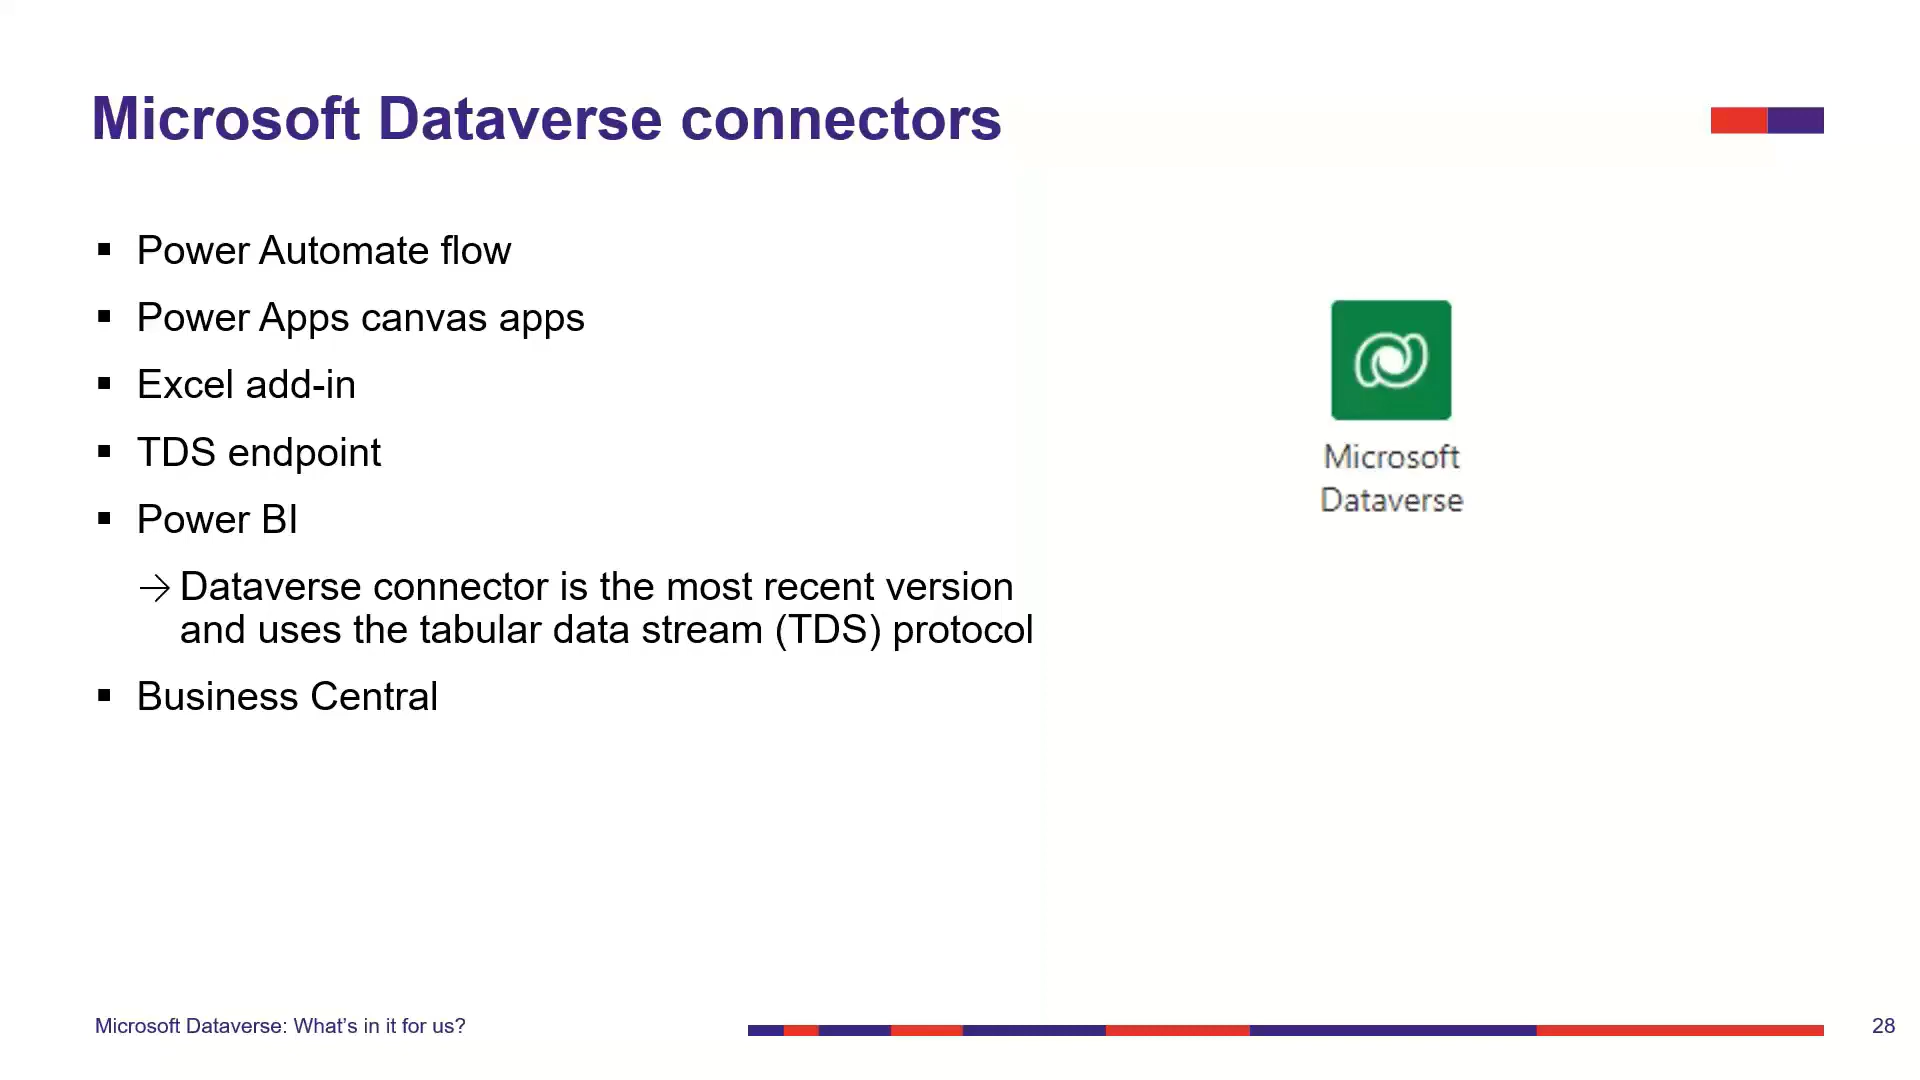 Microsoft Dataverse connectors
▪ Power Automate flow
▪ Power Apps canvas apps
▪ Excel add-in
▪ TDS endpoint
▪ Power BI
→ Dataverse connector is the most recent version
and uses the tabular data stream (TDS) protocol
▪ Business Central
Microsoft
Dataverse
Microsoft Dataverse: What’s in it for us?
28